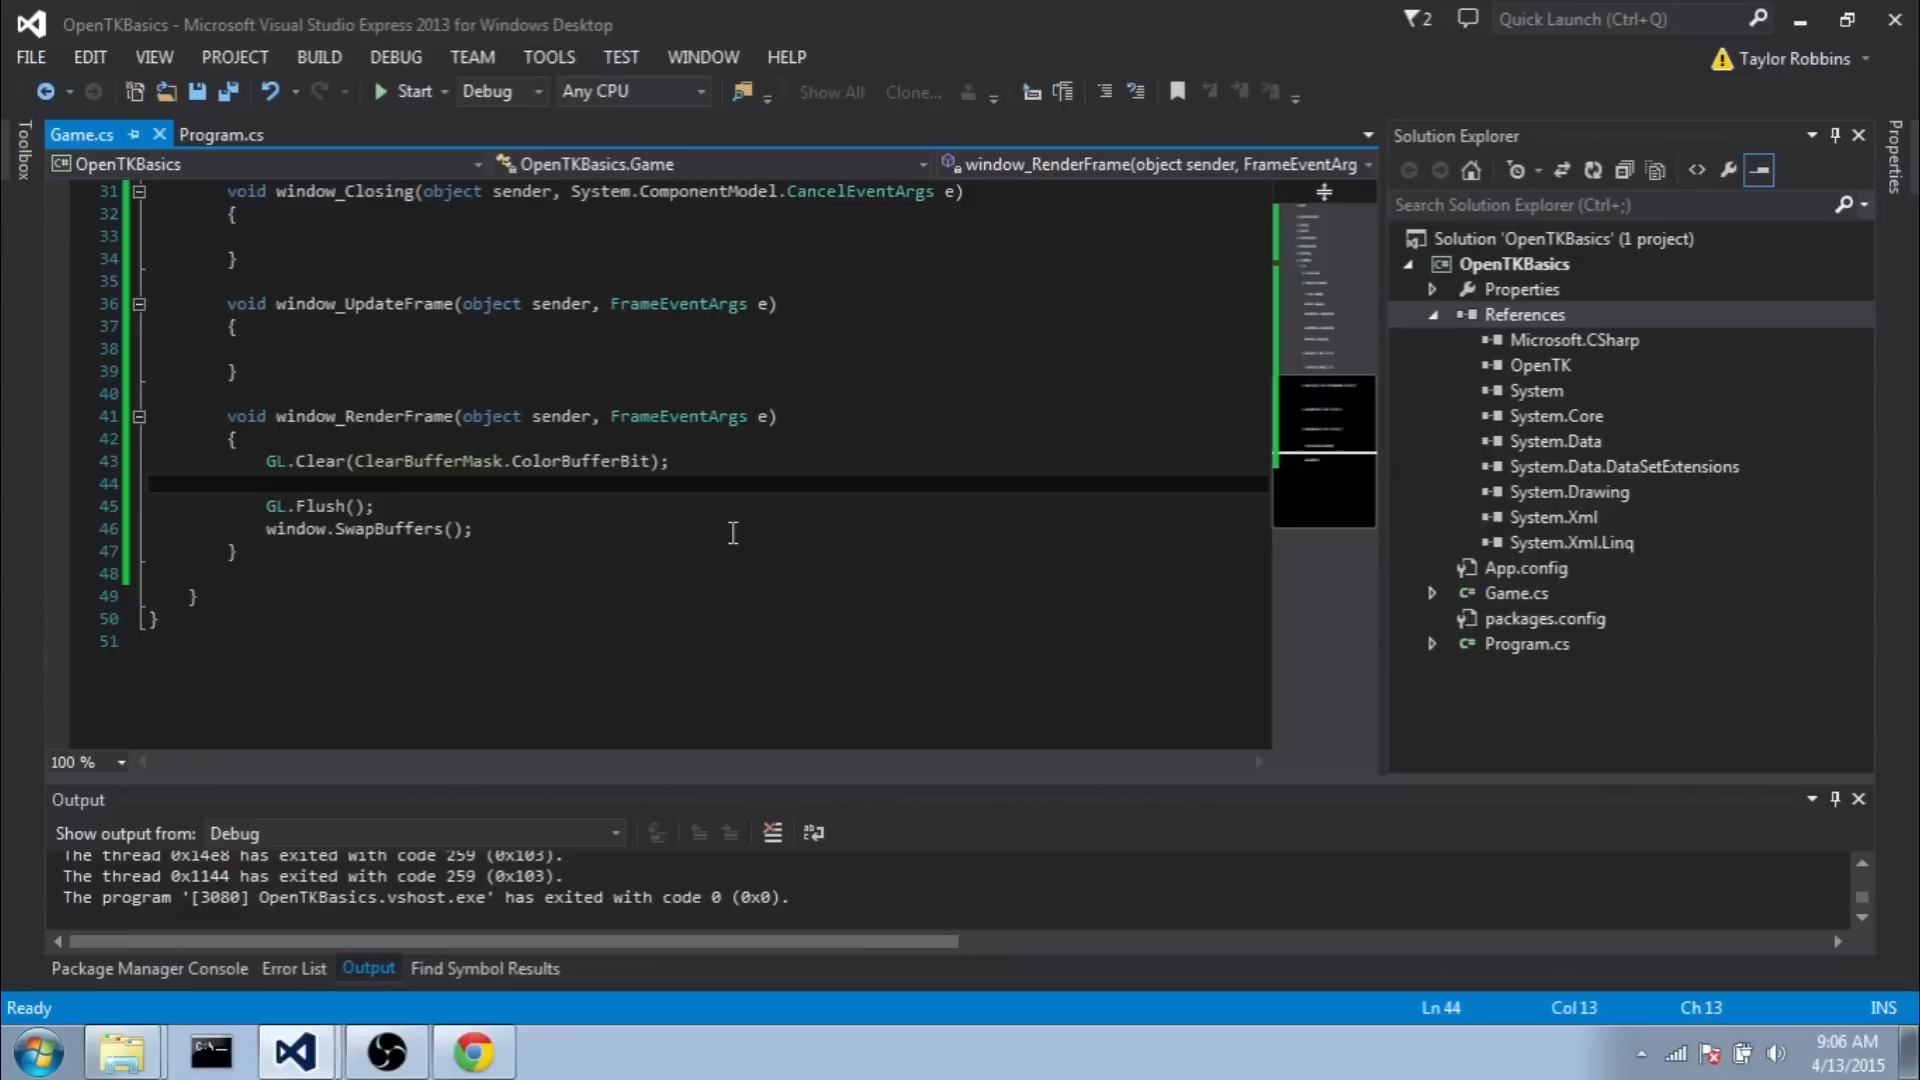 OpenTKBasics - Microsoft Visual Studio Express 2013 for Windows Desktop
2
Quick Launch (Ctrl+Q)
FILE EDIT VIEW PROJECT BUILD DEBUG TEAM TOOLS TEST WINDOW HELP
Taylor Robbins
Start Debug Any CPU Show All Clone...
Toolbox
Game.cs Program.cs
OpenTKBasics OpenTKBasics.Game window_RenderFrame(object sender, FrameEventArg
31 void window_Closing(object sender, System.ComponentModel.CancelEventArgs e)
32 {
33
34 }
35
36 void window_UpdateFrame(object sender, FrameEventArgs e)
37 {
38
39 }
40
41 void window_RenderFrame(object sender, FrameEventArgs e)
42 {
43 GL.Clear(ClearBufferMask.ColorBufferBit);
44
45 GL.Flush();
46 window.SwapBuffers();
47 }
48
49 }
50 }
51
100 %
Solution Explorer
Properties
Search Solution Explorer (Ctrl+;)
Solution 'OpenTKBasics' (1 project)
C# OpenTKBasics
Properties
References
Microsoft.CSharp
OpenTK
System
System.Core
System.Data
System.Data.DataSetExtensions
System.Drawing
System.Xml
System.Xml.Linq
App.config
C# Game.cs
packages.config
C# Program.cs
Output
Show output from: Debug
The thread 0x14e8 has exited with code 259 (0x103).
The thread 0x1144 has exited with code 259 (0x103).
The program '[3080] OpenTKBasics.vshost.exe' has exited with code 0 (0x0).
Package Manager Console Error List Output Find Symbol Results
Ready Ln 44 Col 13 Ch 13 INS
C:\
9:06 AM
4/13/2015